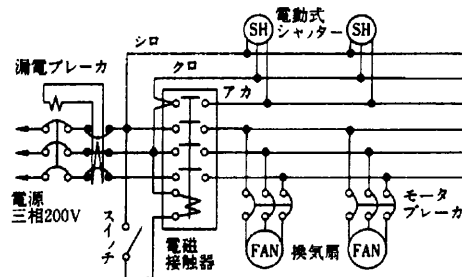 シロ
SH
電動式
シャッター
SH
漏電ブレーカ
クロ
アカ
電源
三相200V
スイッチ
電磁
接触器
FAN
換気扇
FAN
モータ
ブレーカ